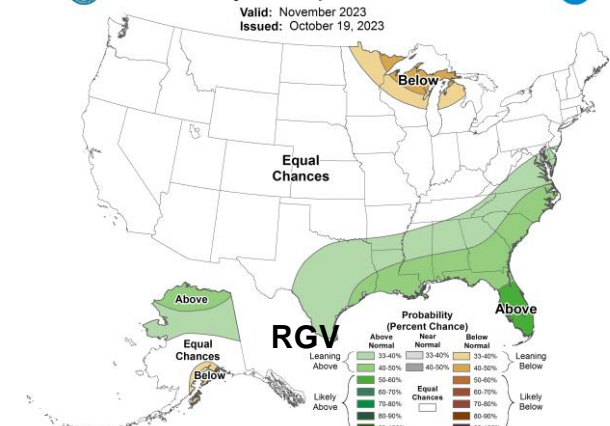 Valid: November 2023
Issued: October 19, 2023
Below
Equal
Chances
Above
Equal
Chances
Below
RGV
Above
Probability
(Percent Chance)
Above
Normal
Near
Normal
Below
Normal
Leaning
Above
33-40%
33-40%
33-40%
Leaning
Below
40-50%
40-50%
40-50%
Likely
Above
50-60%
Equal
Chances
50-60%
Likely
Below
60-70%
60-70%
70-80%
70-80%
80-90%
80-90%